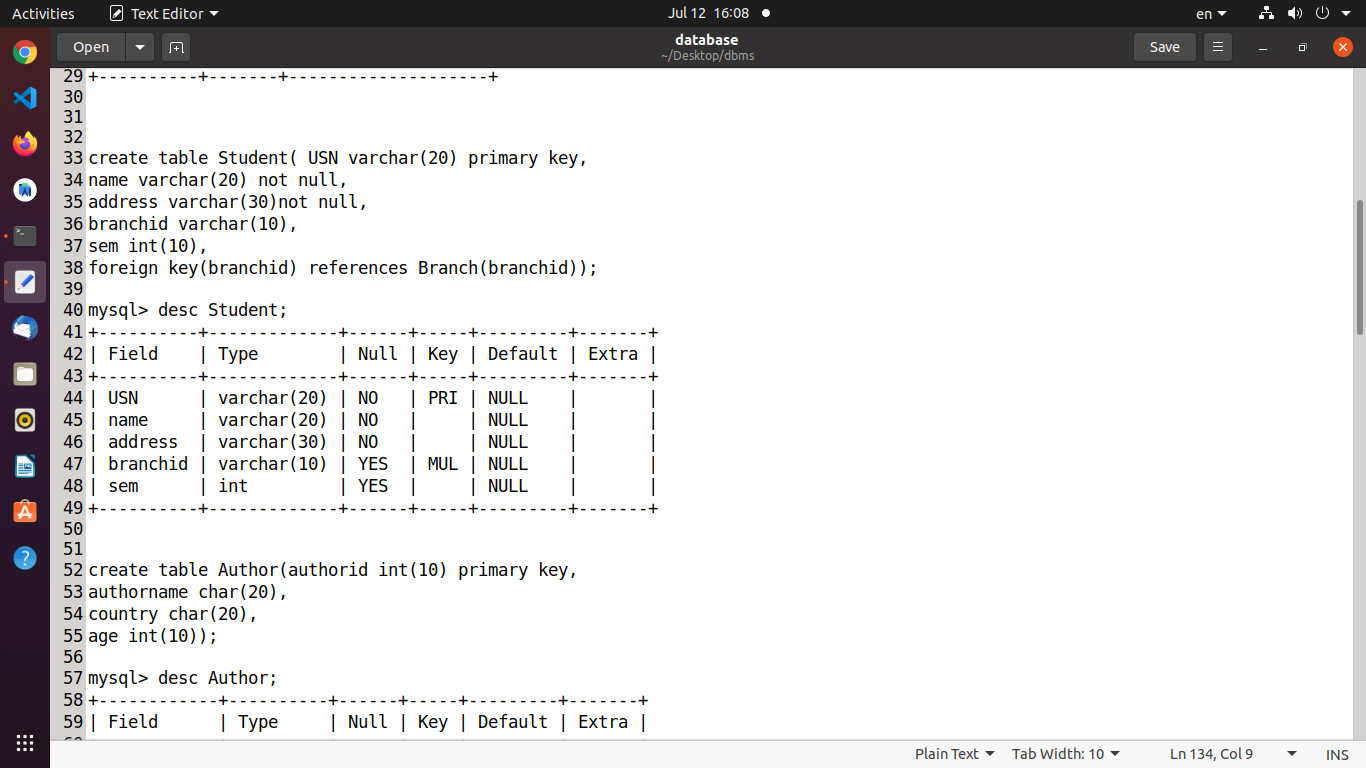 Activities Text Editor Jul 12 16:08 en
Open database Save
~/Desktop/dbms
29 +----------+-------+--------------------+
30
31
32
33 create table Student( USN varchar(20) primary key,
34 name varchar(20) not null,
35 address varchar(30)not null,
36 branchid varchar(10),
37 sem int(10),
38 foreign key(branchid) references Branch(branchid));
39
40 mysql> desc Student;
41 +----------+-------------+------+-----+---------+-------+
42 | Field    | Type        | Null | Key | Default | Extra |
43 +----------+-------------+------+-----+---------+-------+
44 | USN      | varchar(20) | NO   | PRI | NULL    |       |
45 | name     | varchar(20) | NO   |     | NULL    |       |
46 | address  | varchar(30) | NO   |     | NULL    |       |
47 | branchid | varchar(10) | YES  | MUL | NULL    |       |
48 | sem      | int         | YES  |     | NULL    |       |
49 +----------+-------------+------+-----+---------+-------+
50
51
52 create table Author(authorid int(10) primary key,
53 authorname char(20),
54 country char(20),
55 age int(10));
56
57 mysql> desc Author;
58 +------------+----------+------+-----+---------+-------+
59 | Field      | Type     | Null | Key | Default | Extra |
Plain Text Tab Width: 10 Ln 134, Col 9 INS